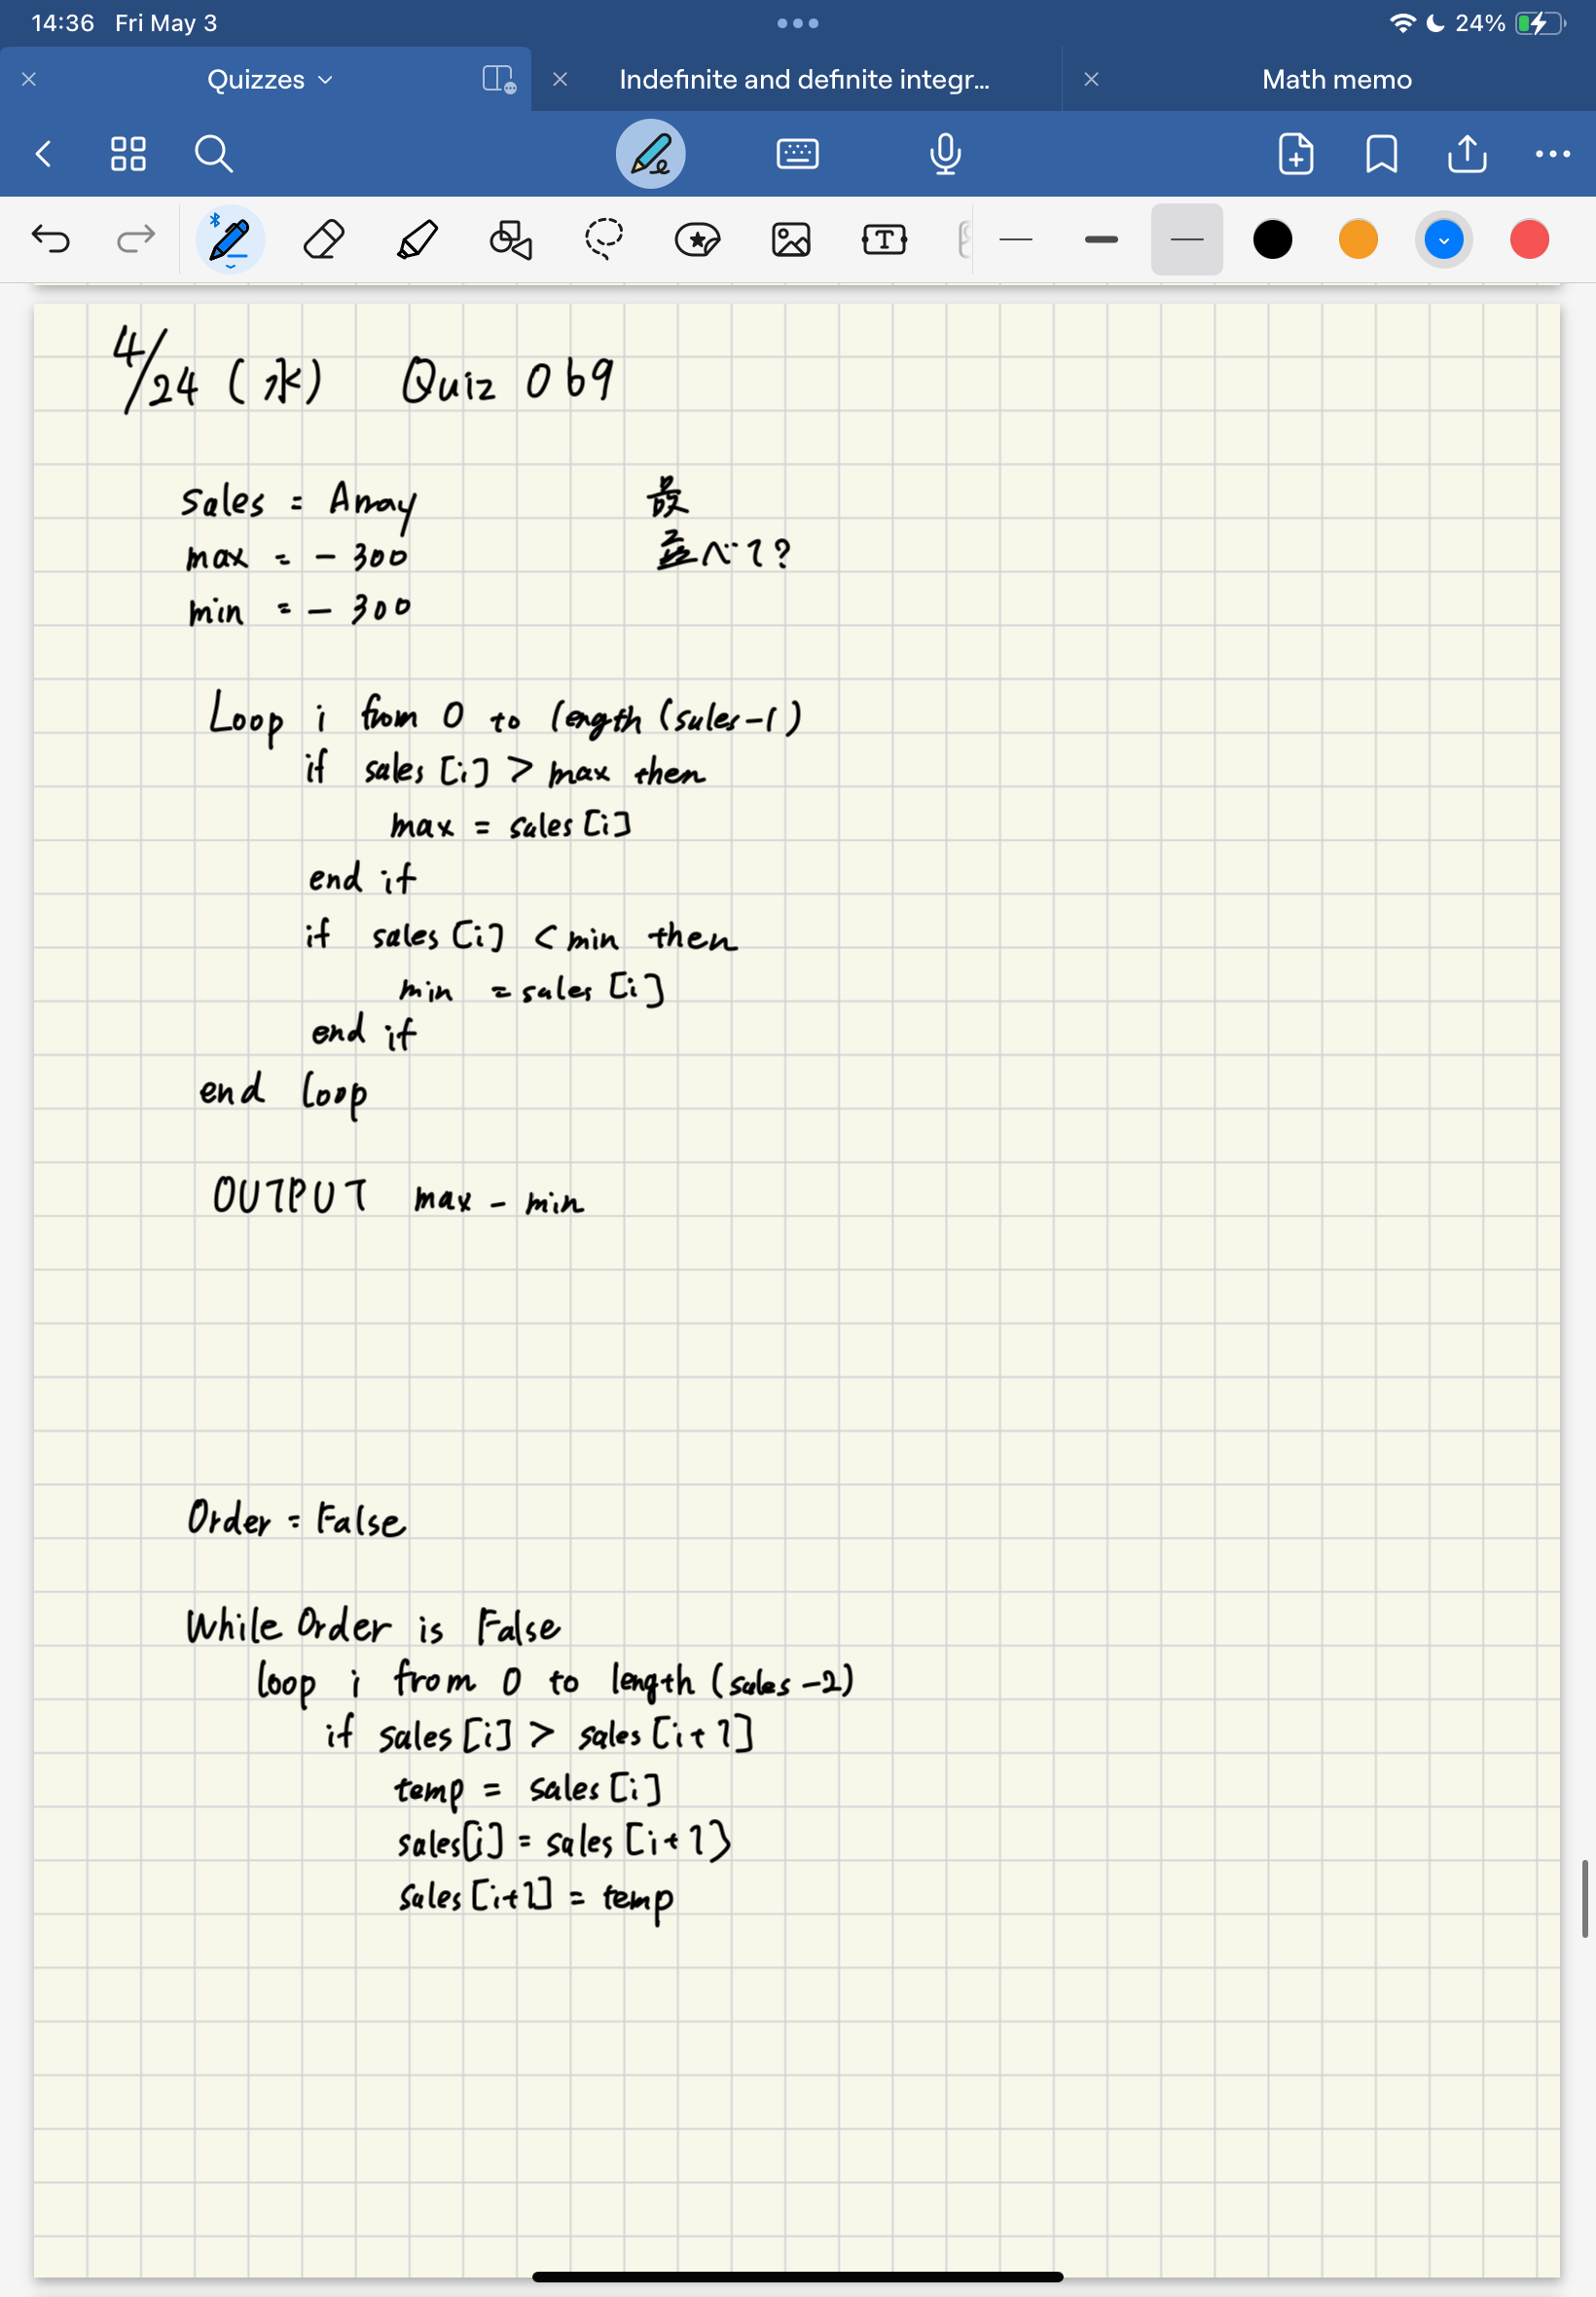 14:36 Fri May 3 24%
Quizzes Indefinite and definite integr... Math memo
4/24 (水) Quiz 069
sales = Array
max = - 300
min = - 300
最
並べて?
Loop i from 0 to length (sales-1)
if sales [i] > max then
max = sales [i]
end if
if sales [i] < min then
min = sales [i]
end if
end loop
OUTPUT max - min
Order = False
While Order is False
loop i from 0 to length (sales -2)
if sales [i] > sales [i+1]
temp = sales [i]
sales[i] = sales [i+1]
sales [i+1] = temp